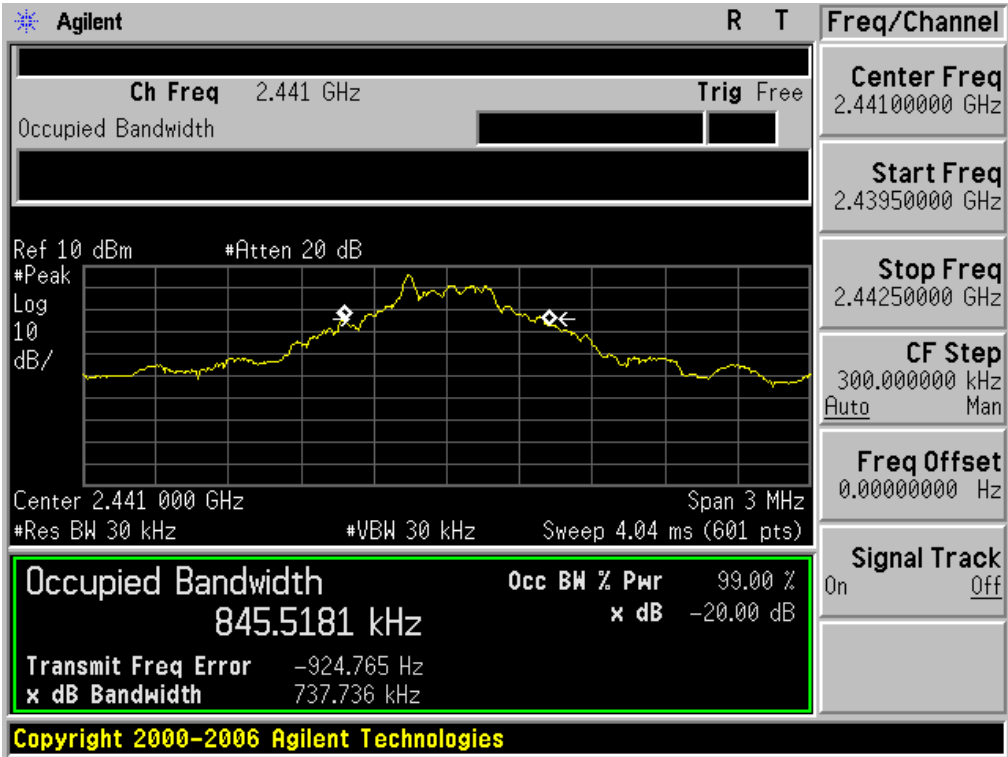 Agilent R T
Ch Freq 2.441 GHz Trig Free
Occupied Bandwidth
Ref 10 dBm #Atten 20 dB
#Peak
Log
10
dB/
Center 2.441 000 GHz Span 3 MHz
#Res BW 30 kHz #VBW 30 kHz Sweep 4.04 ms (601 pts)
Occupied Bandwidth Occ BW % Pwr 99.00 %
845.5181 kHz x dB -20.00 dB
Transmit Freq Error -924.765 Hz
x dB Bandwidth 737.736 kHz
Copyright 2000-2006 Agilent Technologies
Freq/Channel
Center Freq
2.44100000 GHz
Start Freq
2.43950000 GHz
Stop Freq
2.44250000 GHz
CF Step
300.000000 kHz
Auto Man
Freq Offset
0.00000000 Hz
Signal Track
On Off